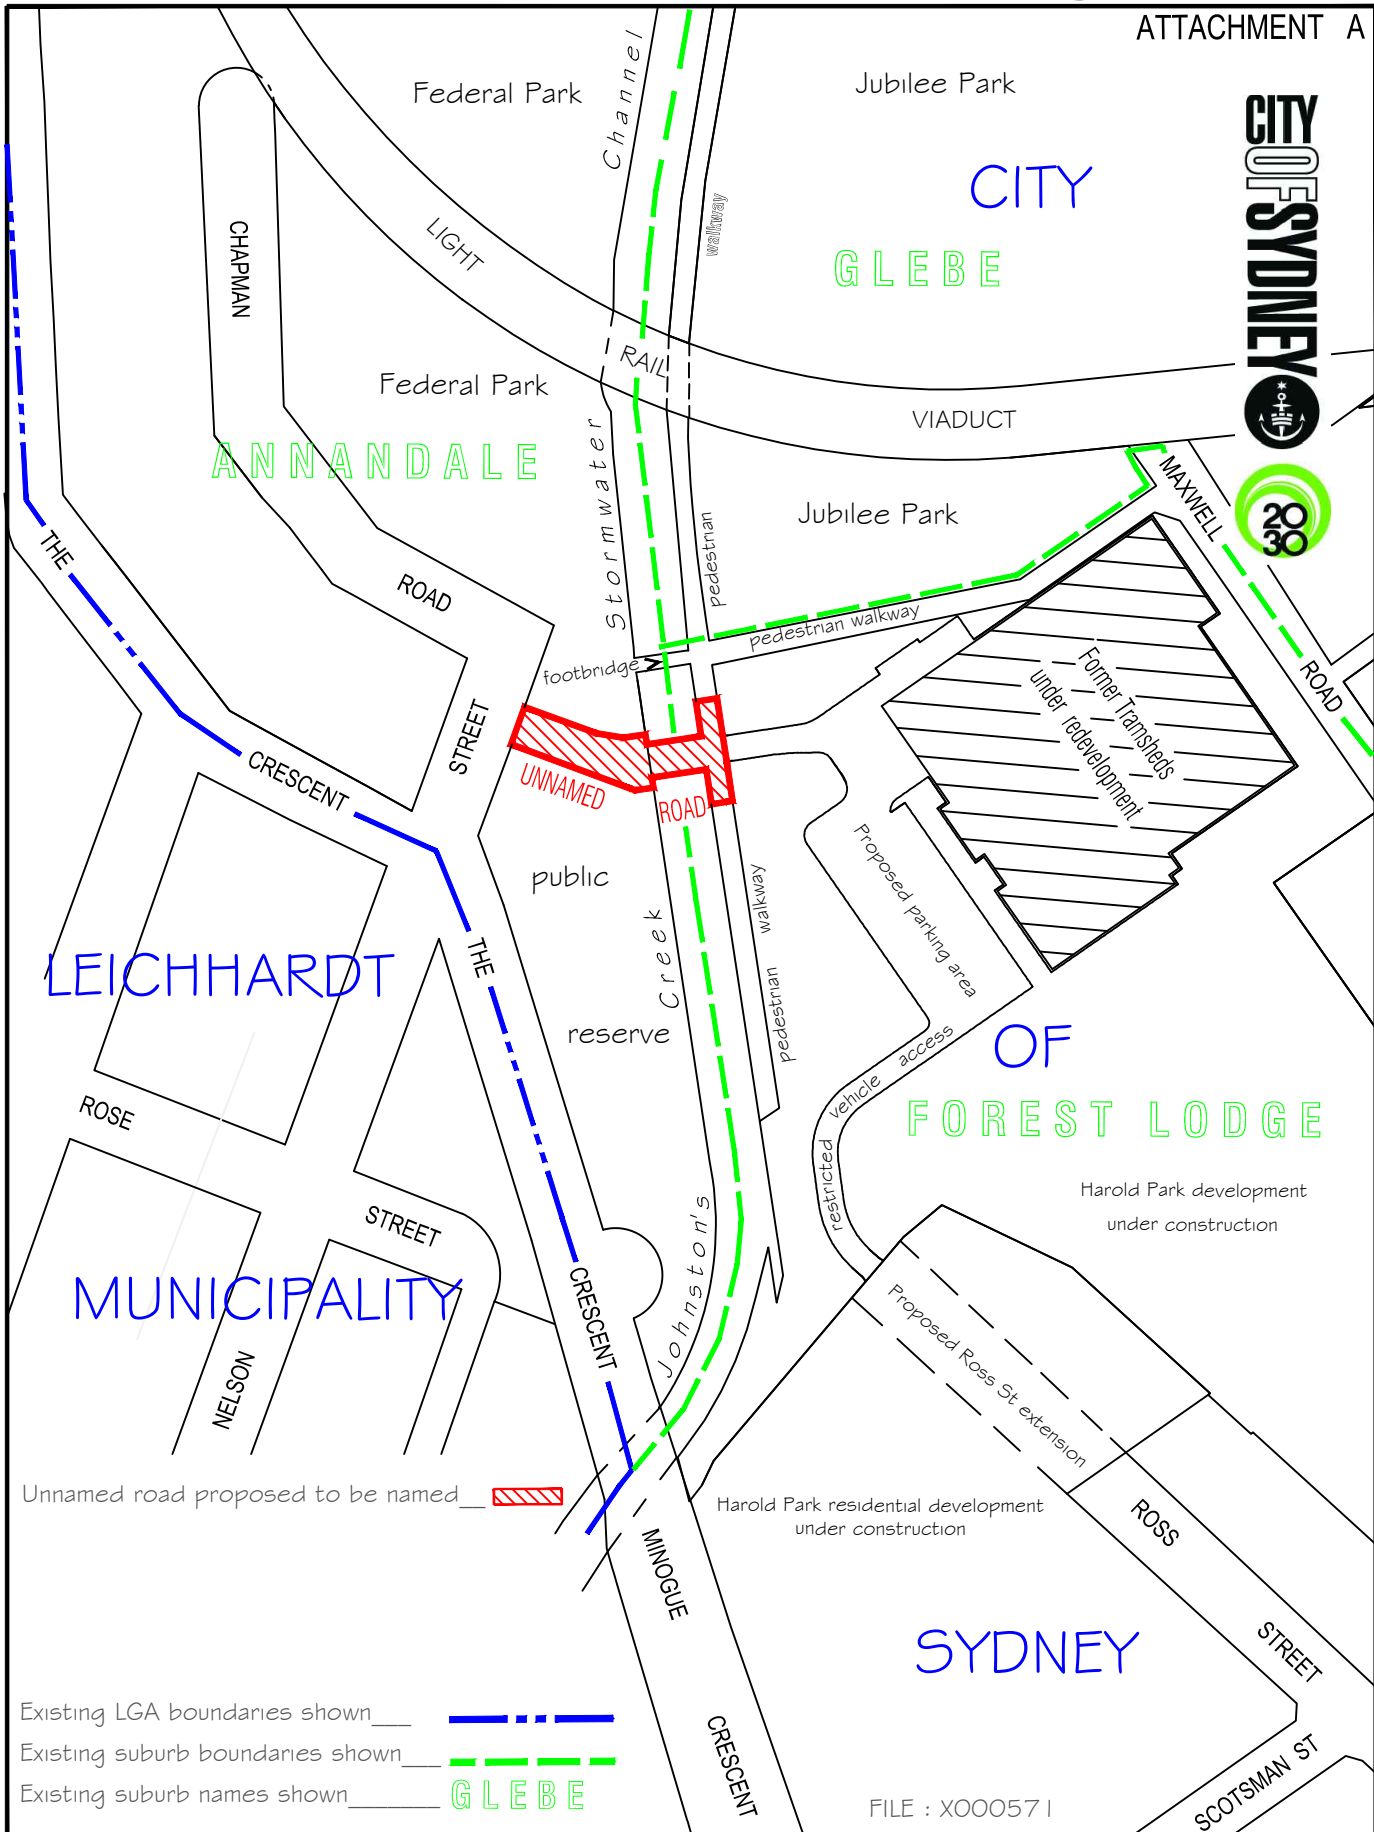 ATTACHMENT A
Federal Park
Jubilee Park
Channel
CITY
CITY OF SYDNEY
walkway
GLEBE
CHAPMAN
LIGHT
RAIL
VIADUCT
Federal Park
ANNANDALE
Stormwater
Jubilee Park
MAXWELL
ROAD
2030
THE
CRESCENT
ROAD
pedestrian
pedestrian walkway
footbridge
STREET
Former Tramsheds
under redevelopment
UNNAMED
ROAD
public
reserve
Proposed parking area
pedestrian walkway
Creek
Johnston's
LEICHHARDT
THE
CRESCENT
OF
restricted vehicle access
FOREST LODGE
ROSE
STREET
Harold Park development
under construction
MUNICIPALITY
NELSON
Proposed Ross St extension
Unnamed road proposed to be named__
Harold Park residential development
under construction
ROSS
STREET
MINOGUE
CRESCENT
SYDNEY
Existing LGA boundaries shown___
Existing suburb boundaries shown___
Existing suburb names shown_______ GLEBE
FILE : X000571
SCOTSMAN ST